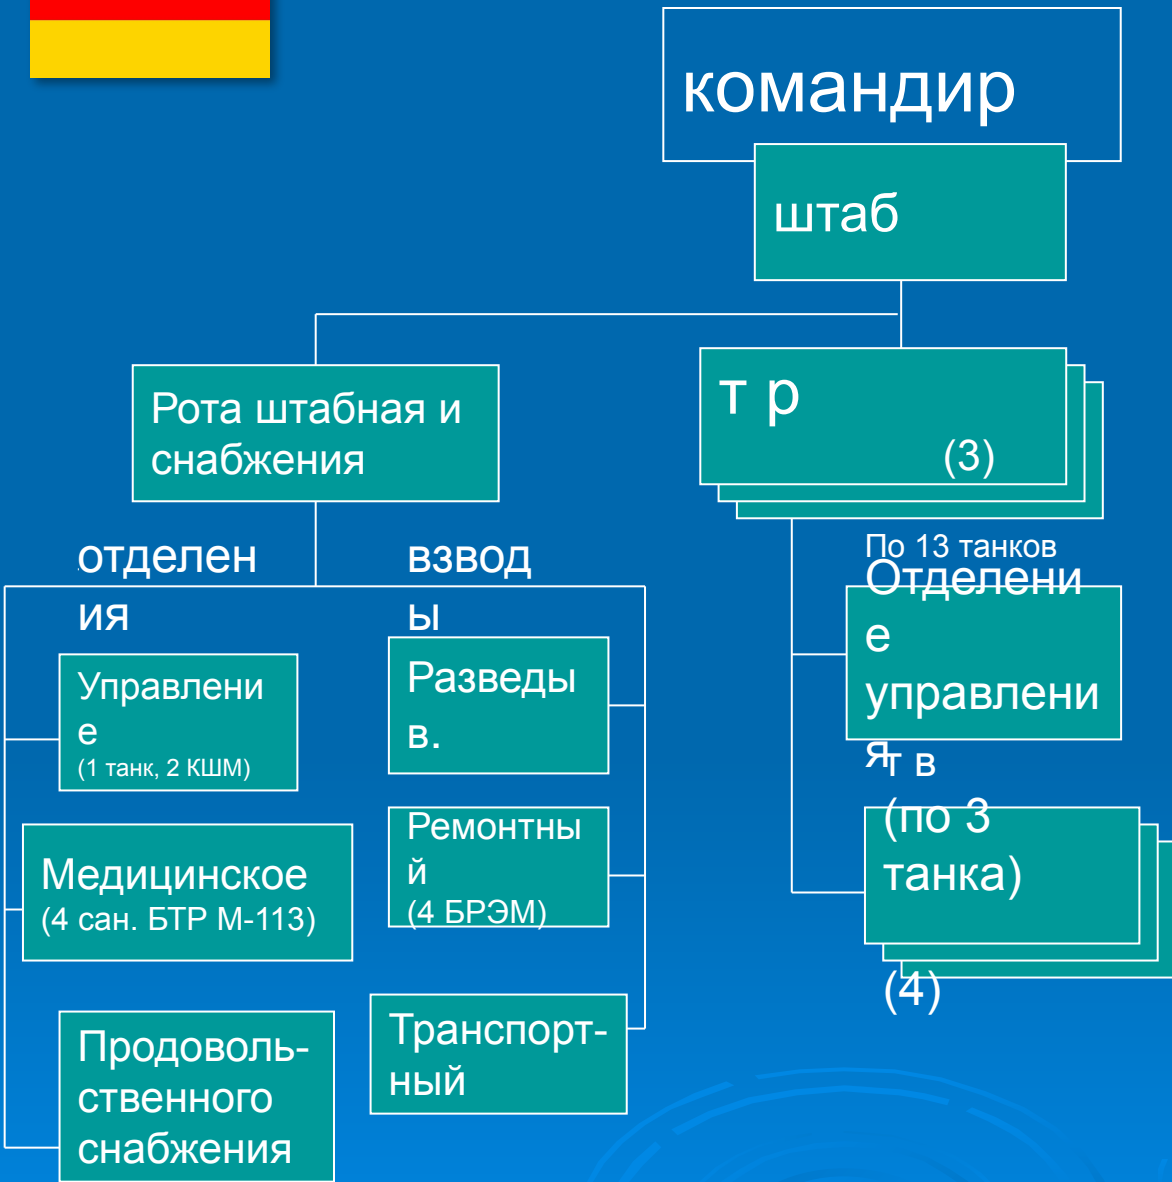 командир
штаб
Рота штабная и
снабжения
т р
(3)
По 13 танков
отделен
ия
взвод
ы
Управлени
е
(1 танк, 2 КШМ)
Медицинское
(4 сан. БТР М-113)
Продоволь-
ственного
снабжения
Разведы
в.
Ремонтны
й
(4 БРЭМ)
Транспорт-
ный
Отделени
е
управлени
я
т в
(по 3
танка)
(4)